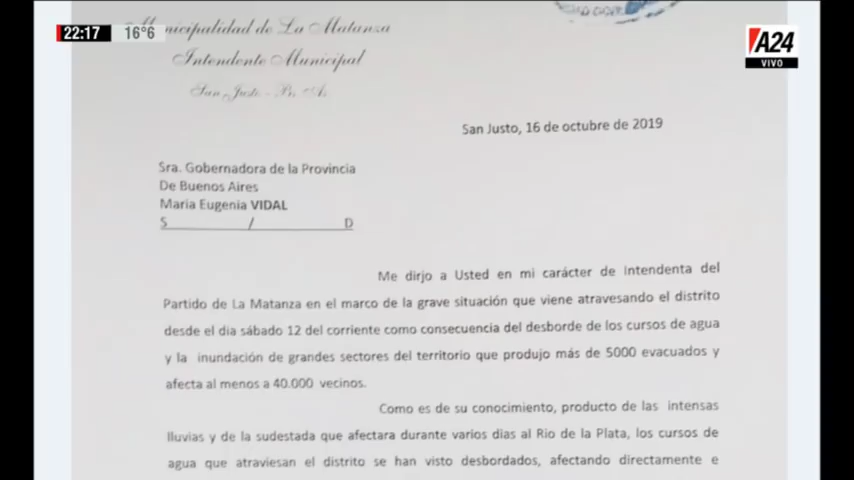 22:17 16°6
A24
VIVO
Municipalidad de La Matanza
Intendente Municipal
San Justo - Bs As
San Justo, 16 de octubre de 2019
Sra. Gobernadora de la Provincia
De Buenos Aires
Maria Eugenia VIDAL
S / D
Me dirjo a Usted en mi carácter de Intendenta del
Partido de La Matanza en el marco de la grave situación que viene atravesando el distrito
desde el dia sábado 12 del corriente como consecuencia del desborde de los cursos de agua
y la inundación de grandes sectores del territorio que produjo más de 5000 evacuados y
afecta al menos a 40.000 vecinos.
Como es de su conocimiento, producto de las intensas
lluvias y de la sudestada que afectara durante varios días al Rio de la Plata, los cursos de
agua que atraviesan el distrito se han visto desbordados, afectando directamente e